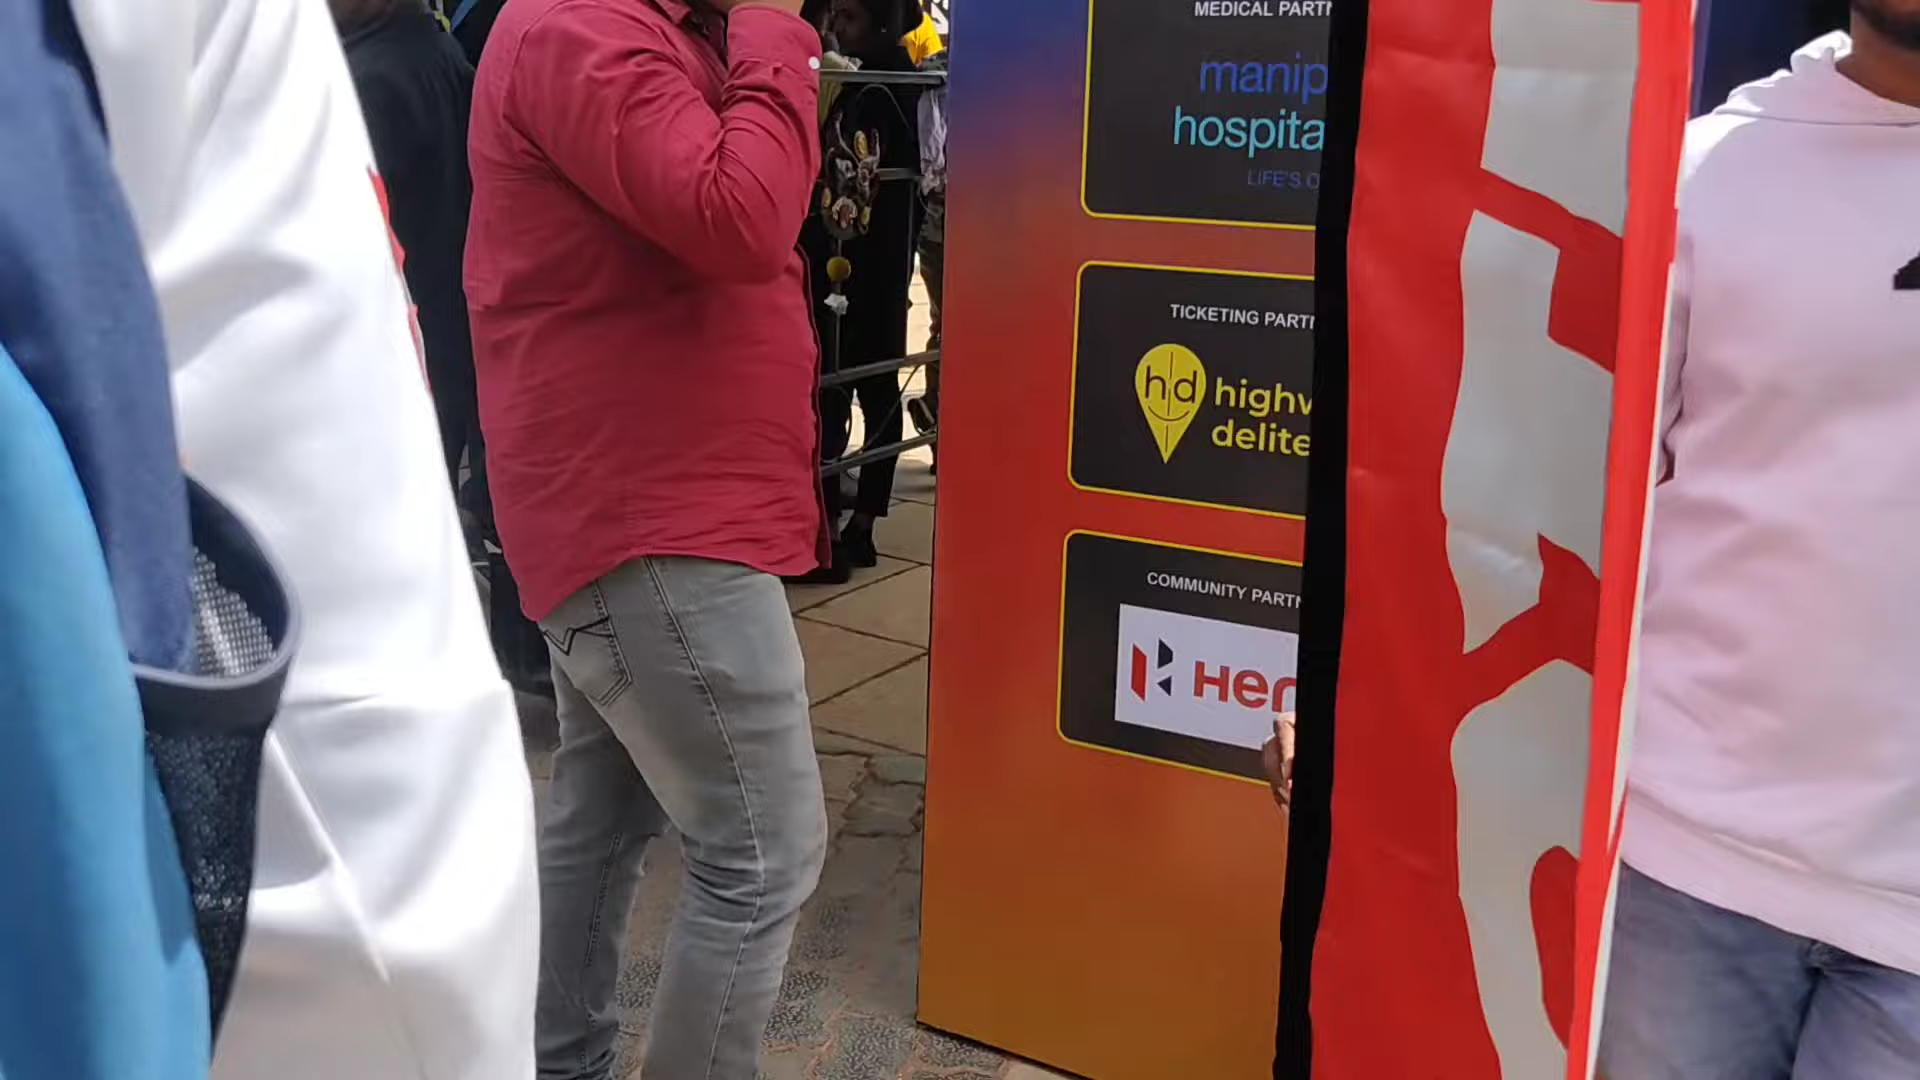 MEDICAL PARTN
manip
hospita
LIFE'S O
TICKETING PARTN
hd
highw
delite
COMMUNITY PARTN
Her